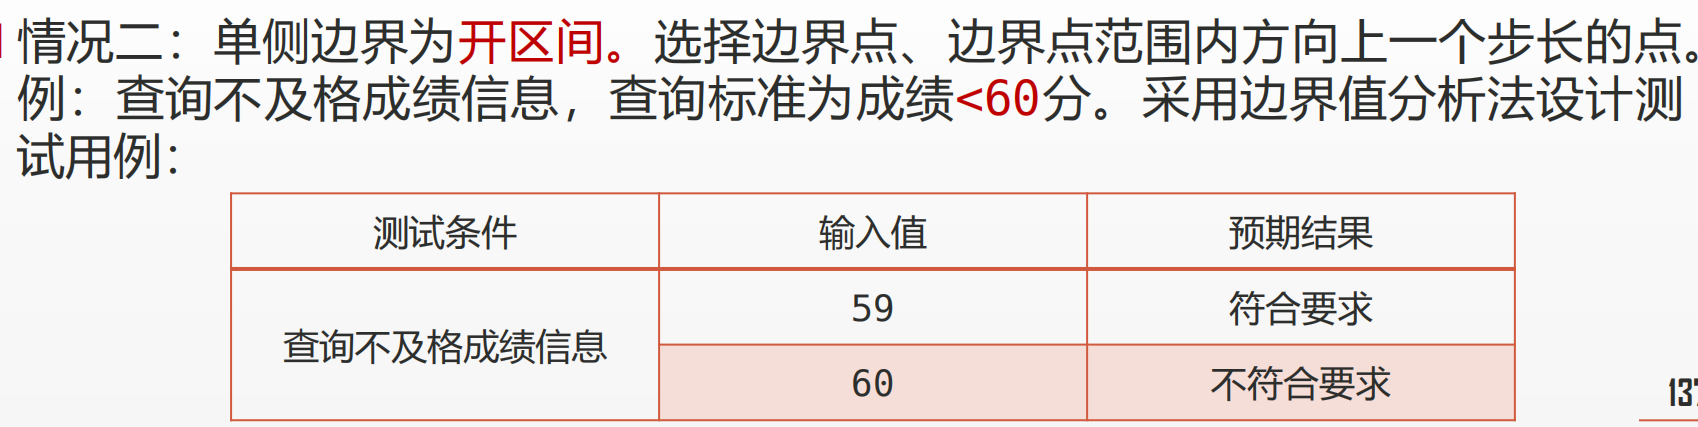 情况二：单侧边界为开区间。选择边界点、边界点范围内方向上一个步长的点。
例：查询不及格成绩信息，查询标准为成绩<60分。采用边界值分析法设计测
试用例：
测试条件 输入值 预期结果
59 符合要求
查询不及格成绩信息
60 不符合要求